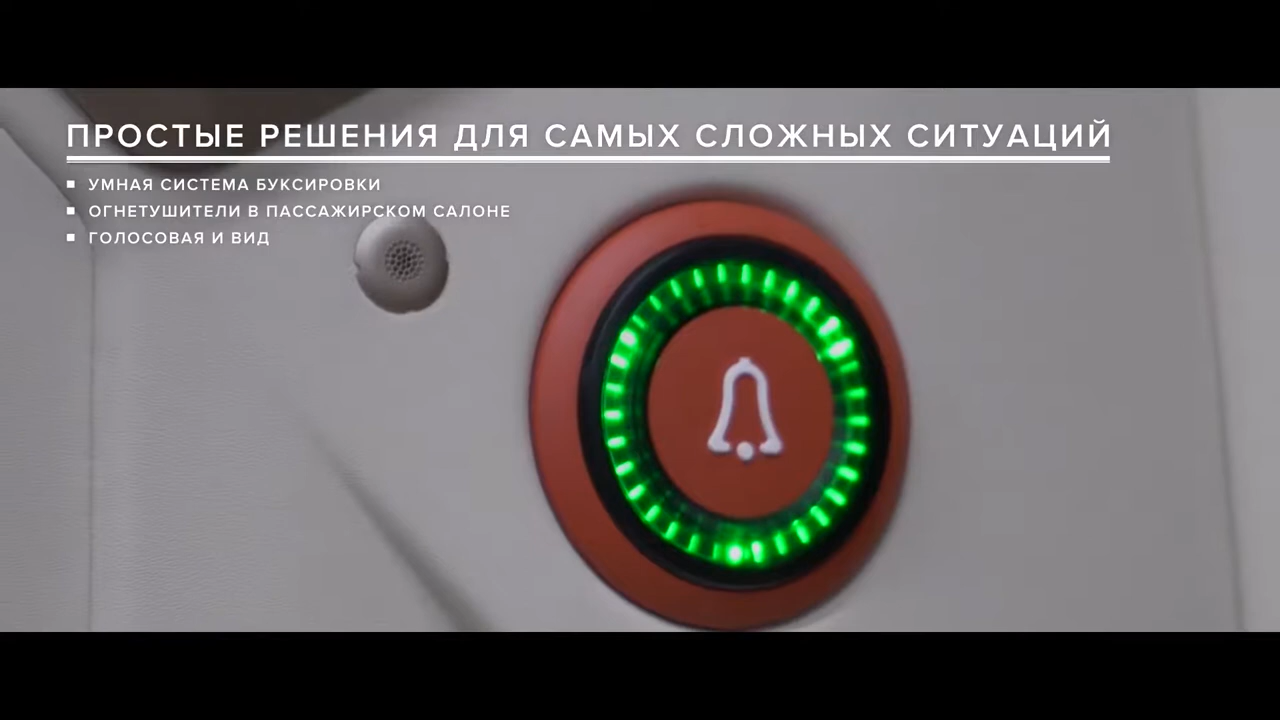 ПРОСТЫЕ РЕШЕНИЯ ДЛЯ САМЫХ СЛОЖНЫХ СИТУАЦИЙ
УМНАЯ СИСТЕМА БУКСИРОВКИ
ОГНЕТУШИТЕЛИ В ПАССАЖИРСКОМ САЛОНЕ
ГОЛОСОВАЯ И ВИД